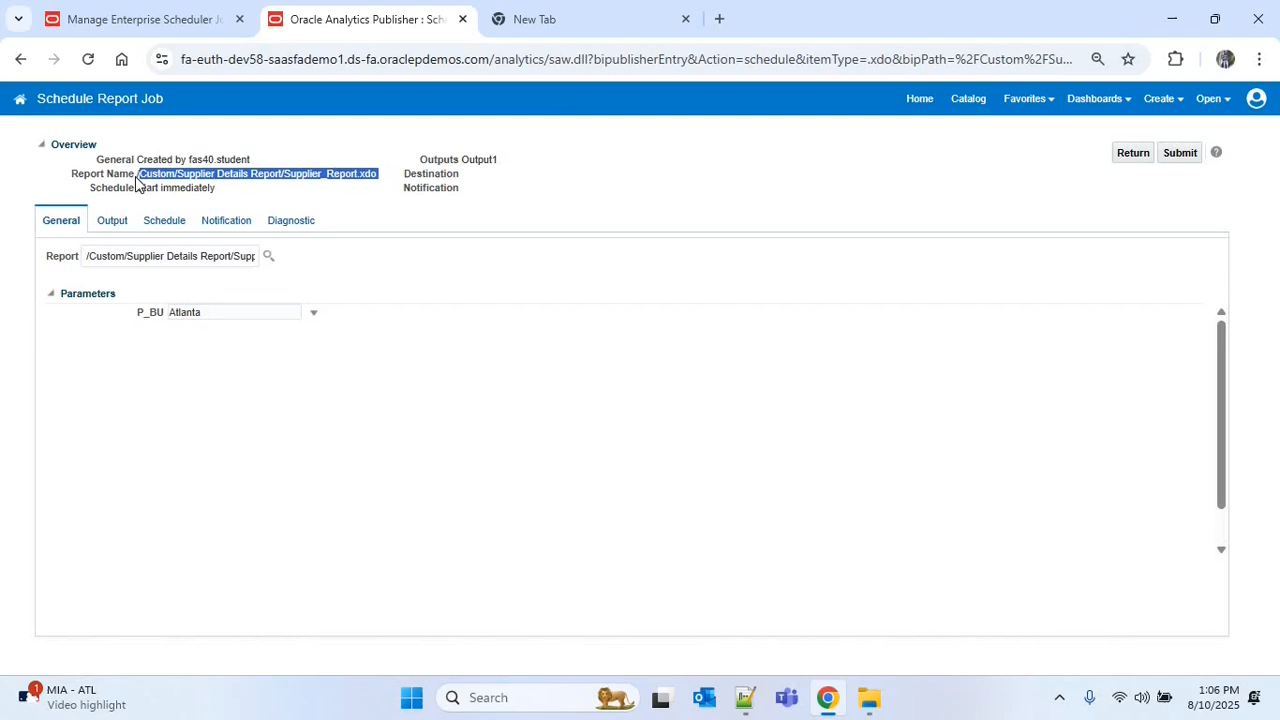 Manage Enterprise Scheduler Jo
Oracle Analytics Publisher : Sch
New Tab
fa-euth-dev58-saasfademo1.ds-fa.oraclepdemos.com/analytics/saw.dll?bipublisherEntry&Action=schedule&itemType=.xdo&bipPath=%2FCustom%2FSu...
Schedule Report Job
Home Catalog Favorites Dashboards Create Open
Overview
General Created by fas40.student
Outputs Output1
Return Submit ?
Report Name /Custom/Supplier Details Report/Supplier_Report.xdo
Destination
Schedule tart immediately
Notification
General Output Schedule Notification Diagnostic
Report /Custom/Supplier Details Report/Supp
Parameters
P_BU Atlanta
1
MIA - ATL
Video highlight
Search
1:06 PM
8/10/2025